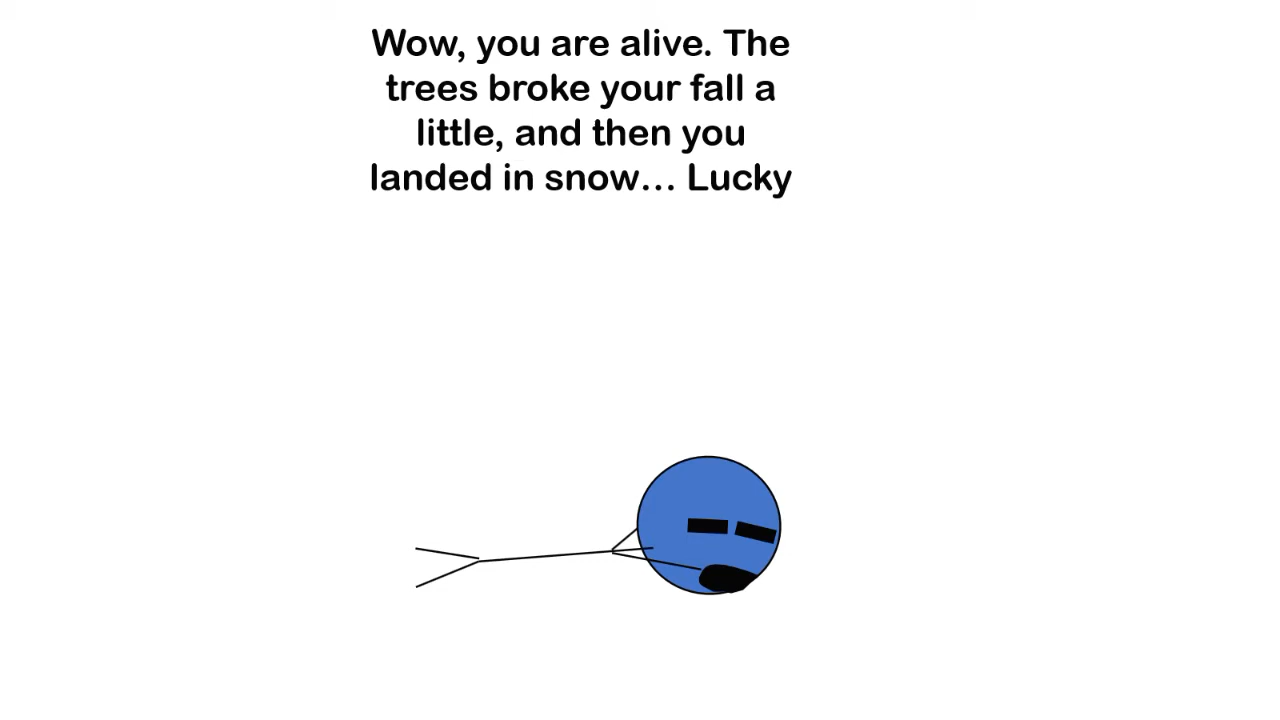 Wow, you are alive. The
trees broke your fall a
little, and then you
landed in snow... Lucky